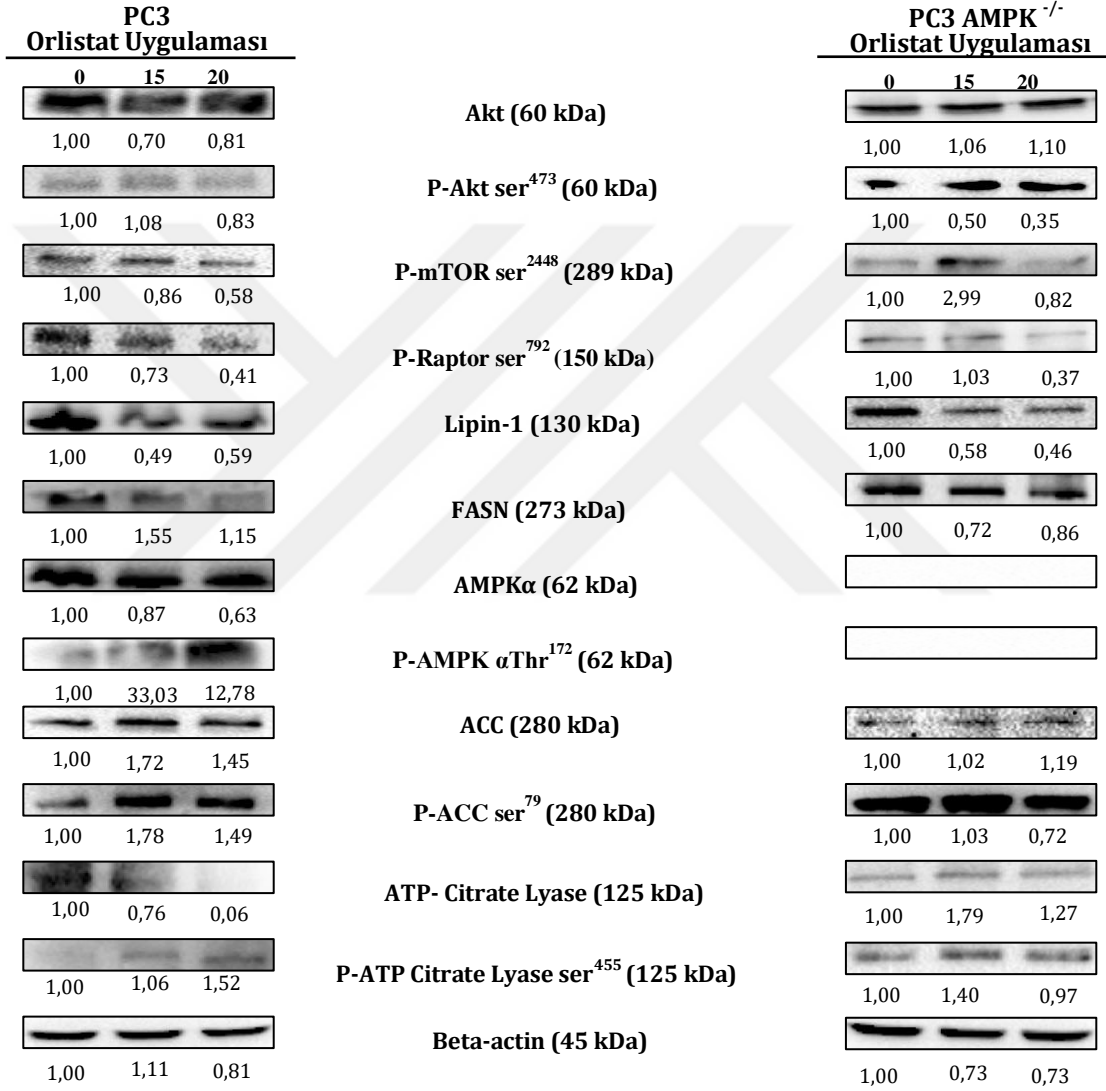 PC3
Orlistat Uygulaması
PC3 AMPK -/-
Orlistat Uygulaması
0 15 20
Akt (60 kDa)
0 15 20
1,00 0,70 0,81
1,00 1,06 1,10
P-Akt ser473 (60 kDa)
1,00 1,08 0,83
1,00 0,50 0,35
P-mTOR ser2448 (289 kDa)
1,00 0,86 0,58
1,00 2,99 0,82
P-Raptor ser792 (150 kDa)
1,00 0,73 0,41
1,00 1,03 0,37
Lipin-1 (130 kDa)
1,00 0,49 0,59
1,00 0,58 0,46
FASN (273 kDa)
1,00 1,55 1,15
1,00 0,72 0,86
AMPKα (62 kDa)
1,00 0,87 0,63
P-AMPK αThr172 (62 kDa)
1,00 33,03 12,78
ACC (280 kDa)
1,00 1,72 1,45
1,00 1,02 1,19
P-ACC ser79 (280 kDa)
1,00 1,78 1,49
1,00 1,03 0,72
ATP- Citrate Lyase (125 kDa)
1,00 0,76 0,06
1,00 1,79 1,27
P-ATP Citrate Lyase ser455 (125 kDa)
1,00 1,06 1,52
1,00 1,40 0,97
Beta-actin (45 kDa)
1,00 1,11 0,81
1,00 0,73 0,73